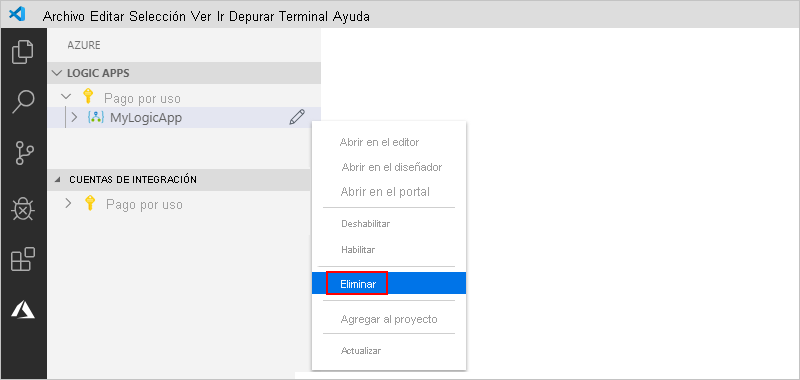 Archivo Editar Selección Ver Ir Depurar Terminal Ayuda
AZURE
LOGIC APPS
Pago por uso
MyLogicApp
CUENTAS DE INTEGRACIÓN
Pago por uso
Abrir en el editor
Abrir en el diseñador
Abrir en el portal
Deshabilitar
Habilitar
Eliminar
Agregar al proyecto
Actualizar